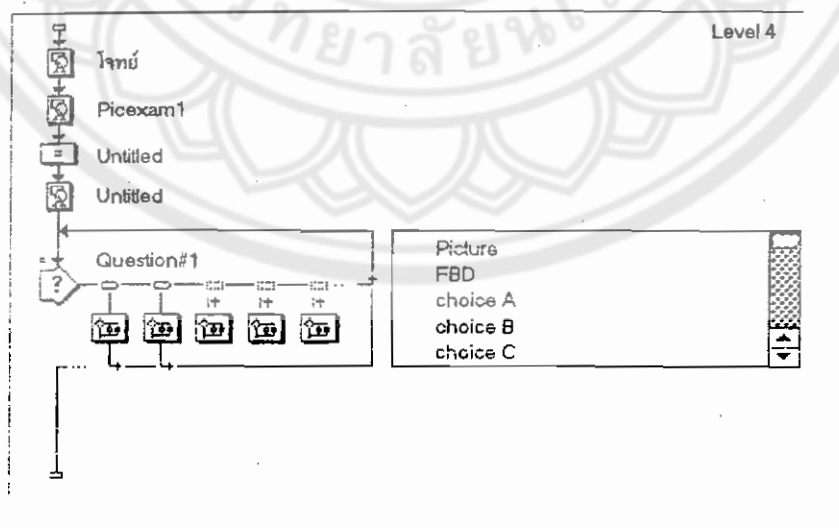 Level 4
โจทย์
Picexam1
=
Untitled
Untitled
Question#1
=
?
Picture
FBD
choice A
choice B
choice C